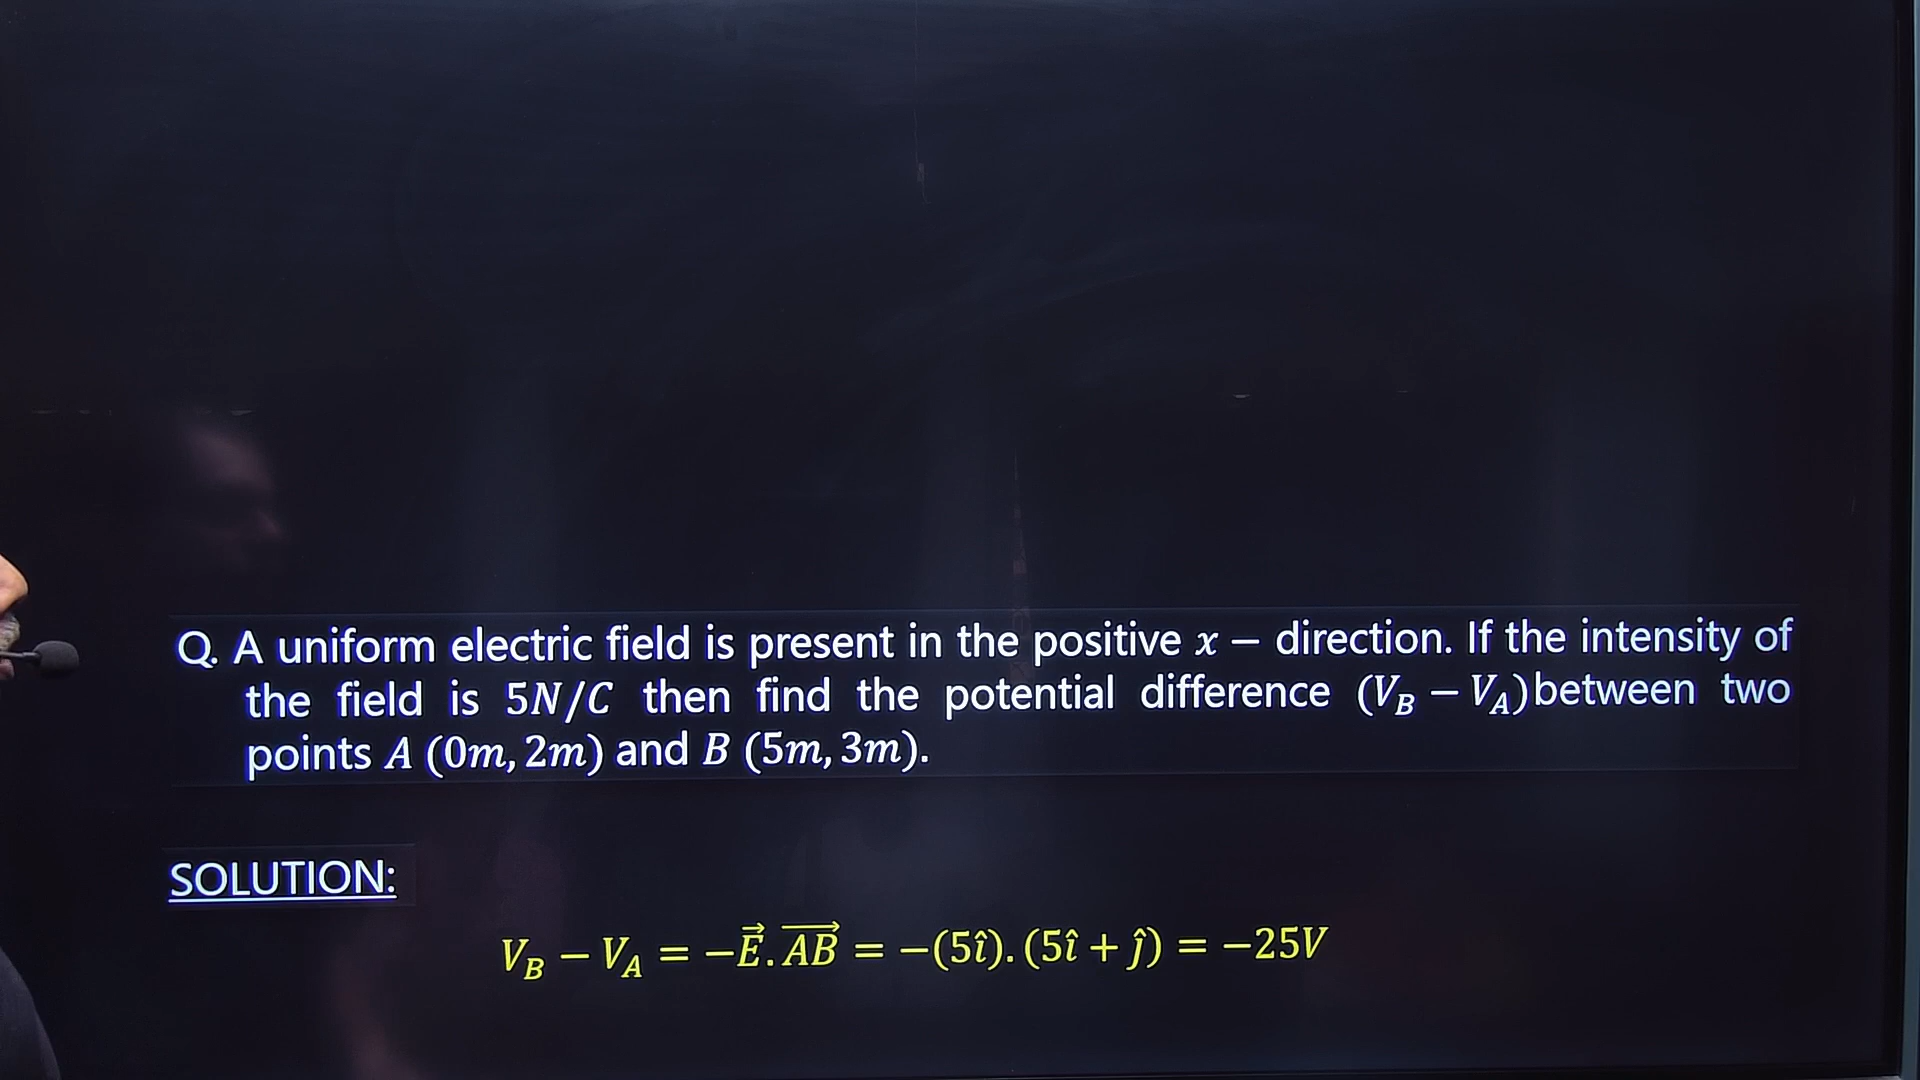 Q. A uniform electric field is present in the positive x − direction. If the intensity of
the field is 5N/C then find the potential difference (V_B − V_A)between two
points A (0m, 2m) and B (5m, 3m).
SOLUTION:
V_B − V_A = −E⃗. A⃗B⃗ = −(5î). (5î + ĵ) = −25V